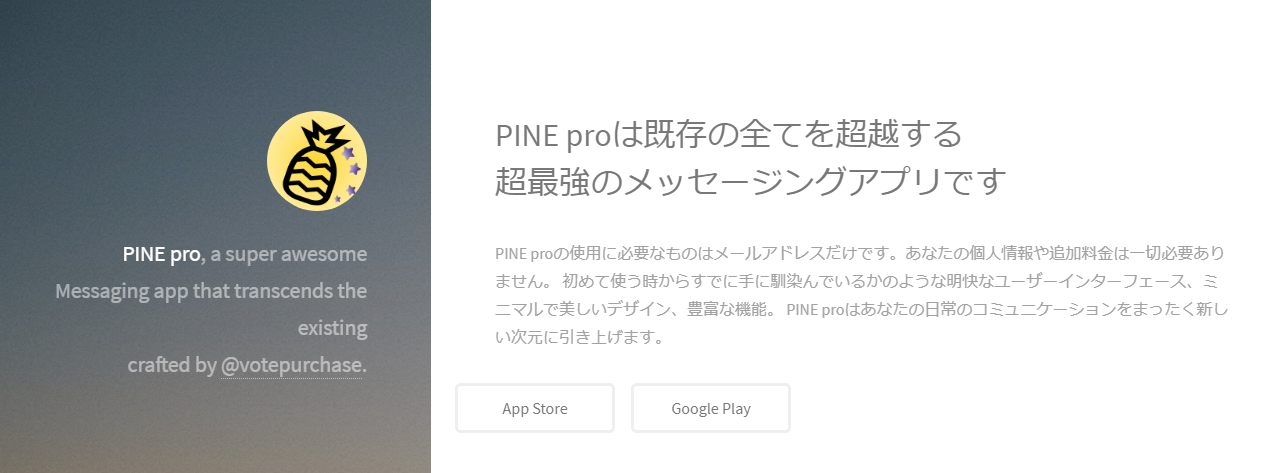 PINE pro, a super awesome
Messaging app that transcends the
existing
crafted by @votepurchase.
PINE proは既存の全てを超越する
超最強のメッセージングアプリです
PINE proの使用に必要なものはメールアドレスだけです。あなたの個人情報や追加料金は一切必要あり
ません。 初めて使う時からすでに手に馴染んでいるかのような明快なユーザーインターフェース、ミ
ニマルで美しいデザイン、豊富な機能。 PINE proはあなたの日常のコミュニケーションをまったく新し
い次元に引き上げます。
App Store
Google Play